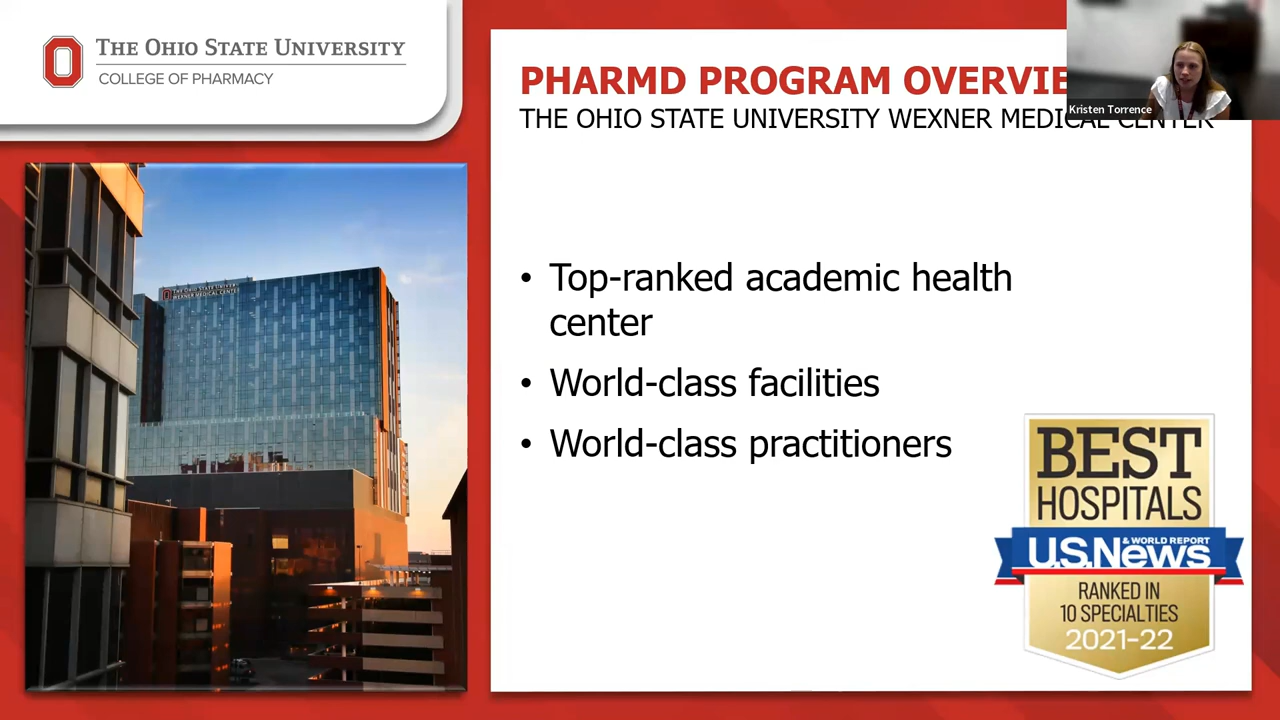 THE OHIO STATE UNIVERSITY
COLLEGE OF PHARMACY
PHARMD PROGRAM OVERVIE
THE OHIO STATE UNIVERSITY WEXNER MEDICAL CENTER
Kristen Torrence
THE OHIO STATE UNIVER
WEXNER MEDICAL CENTER
• Top-ranked academic health
center
• World-class facilities
• World-class practitioners
BEST
HOSPITALS
U.S.News & WORLD REPORT
RANKED IN
10 SPECIALTIES
2021-22